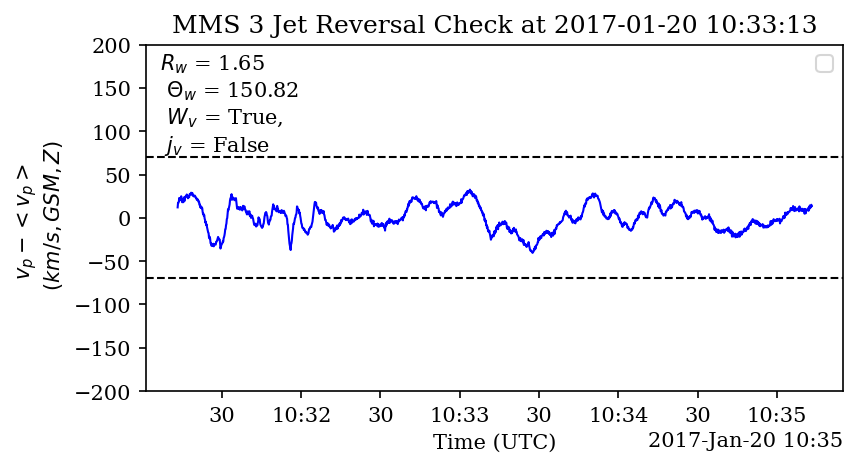 MMS 3 Jet Reversal Check at 2017-01-20 10:33:13
200
150
100
50
0
−50
−100
−150
−200
v_p − < v_p >
(km/s, GSM, Z)
R_w = 1.65
Θ_w = 150.82
W_v = True,
j_v = False
30
10:32
30
10:33
30
10:34
30
10:35
Time (UTC)
2017-Jan-20 10:35